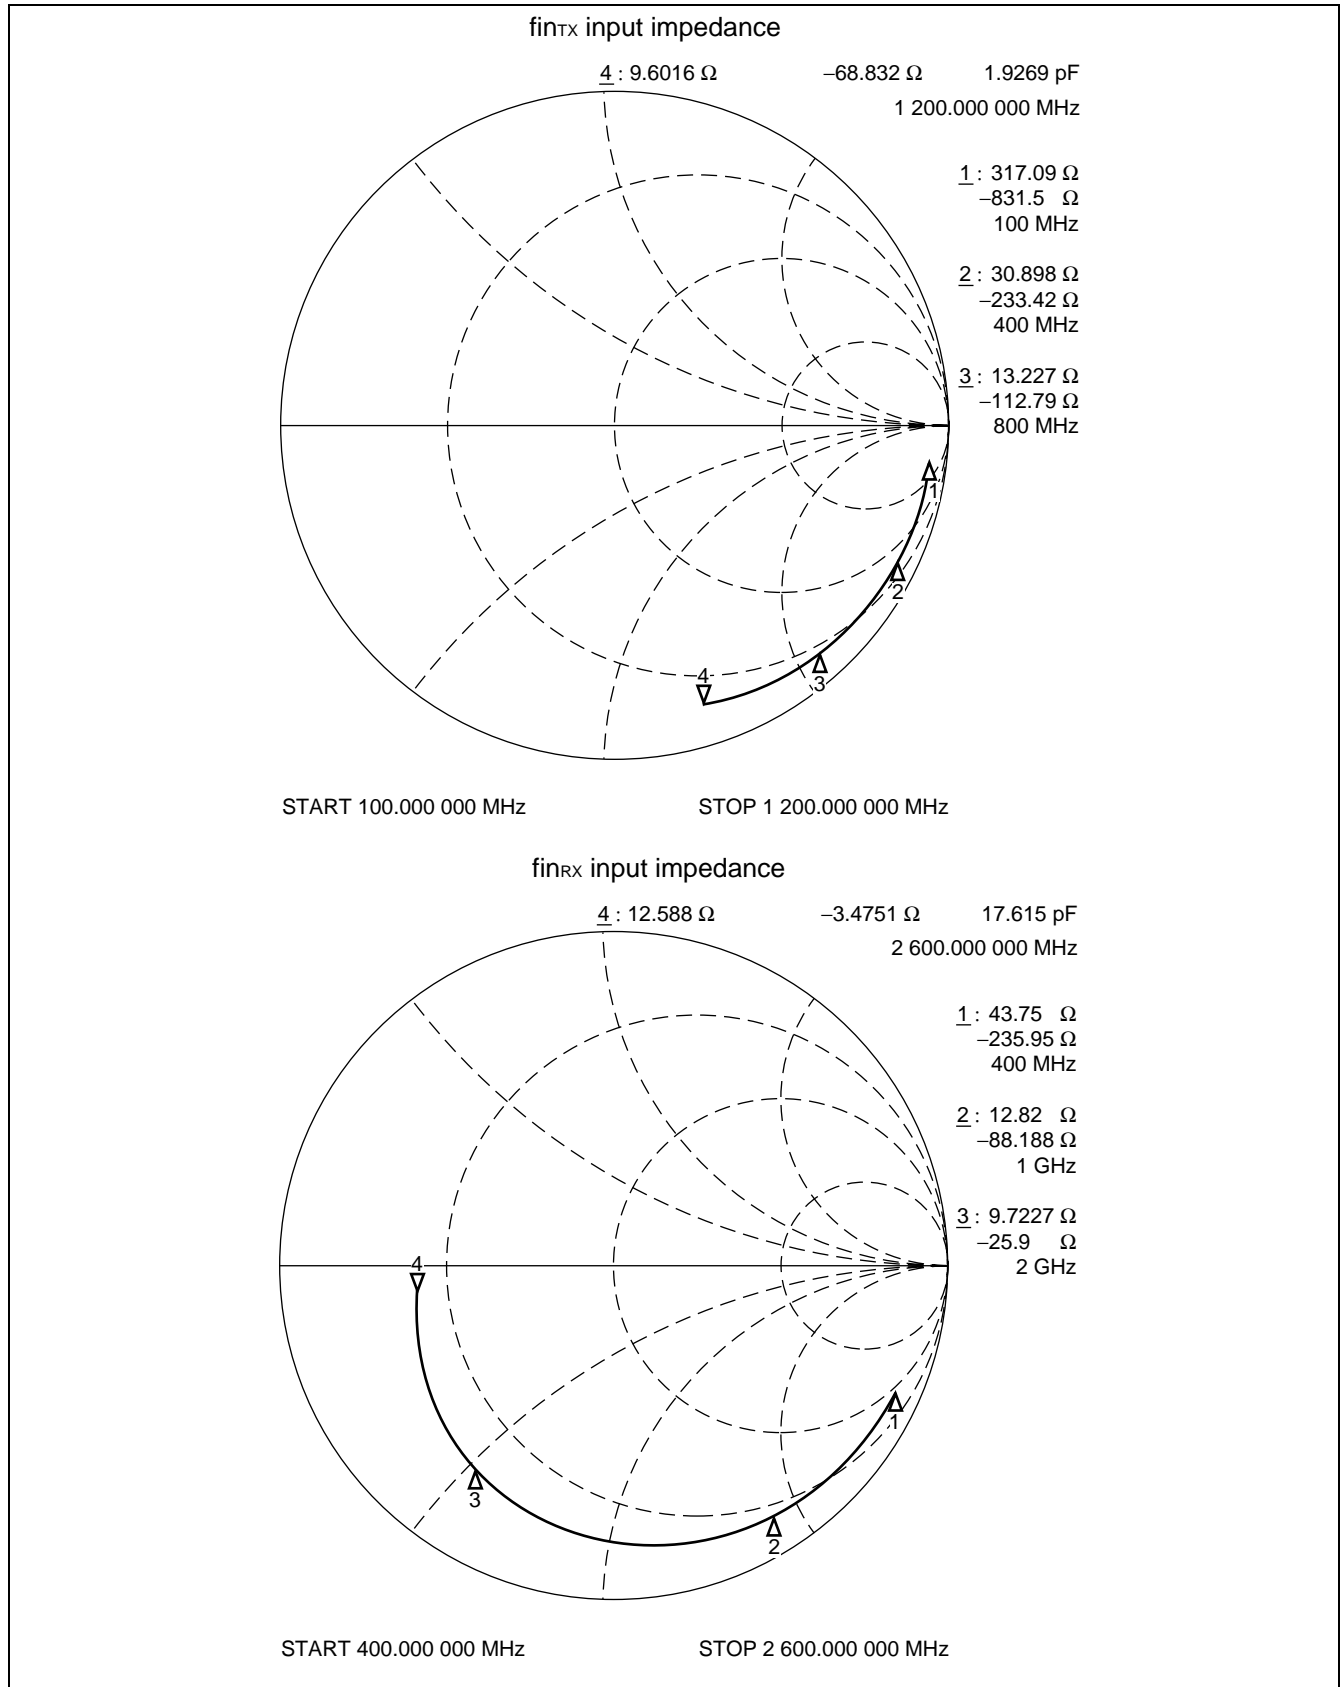 finTX input impedance
4 : 9.6016 Ω −68.832 Ω 1.9269 pF
1 200.000 000 MHz
1 : 317.09 Ω
−831.5 Ω
100 MHz
2 : 30.898 Ω
−233.42 Ω
400 MHz
3 : 13.227 Ω
−112.79 Ω
800 MHz
1
2
4
3
START 100.000 000 MHz STOP 1 200.000 000 MHz
finRX input impedance
4 : 12.588 Ω −3.4751 Ω 17.615 pF
2 600.000 000 MHz
1 : 43.75 Ω
−235.95 Ω
400 MHz
2 : 12.82 Ω
−88.188 Ω
1 GHz
3 : 9.7227 Ω
−25.9 Ω
2 GHz
4
1
3
2
START 400.000 000 MHz STOP 2 600.000 000 MHz